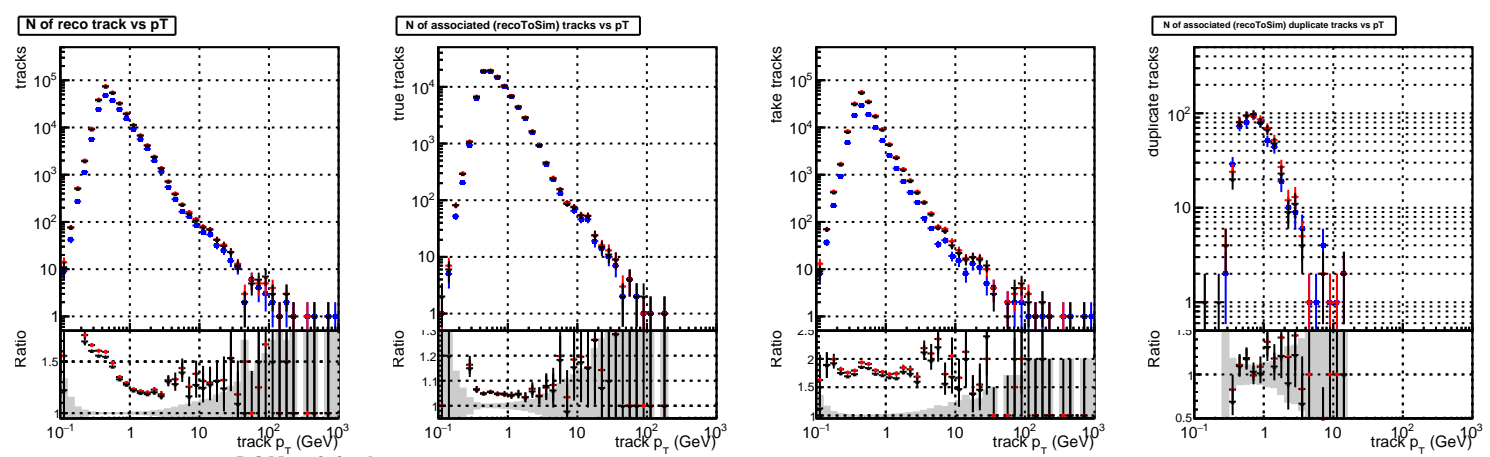 N of reco track vs pT
tracks
10^5
10^4
10^3
10^2
10
1
Ratio
1.5
1
10^-1 1 10 10^2 10^3
track p_T (GeV)
N of associated (recoToSim) tracks vs pT
true tracks
10^4
10^3
10^2
10
1
Ratio
1.3
1.2
1.1
1
10^-1 1 10 10^2 10^3
track p_T (GeV)
fake tracks
10^5
10^4
10^3
10^2
10
1
Ratio
2.5
2
1.5
1
10^-1 1 10 10^2 10^3
track p_T (GeV)
N of associated (recoToSim) duplicate tracks vs pT
duplicate tracks
10^2
10
1
Ratio
1.5
1
0.5
10^-1 1 10 10^2 10^3
track p_T (GeV)